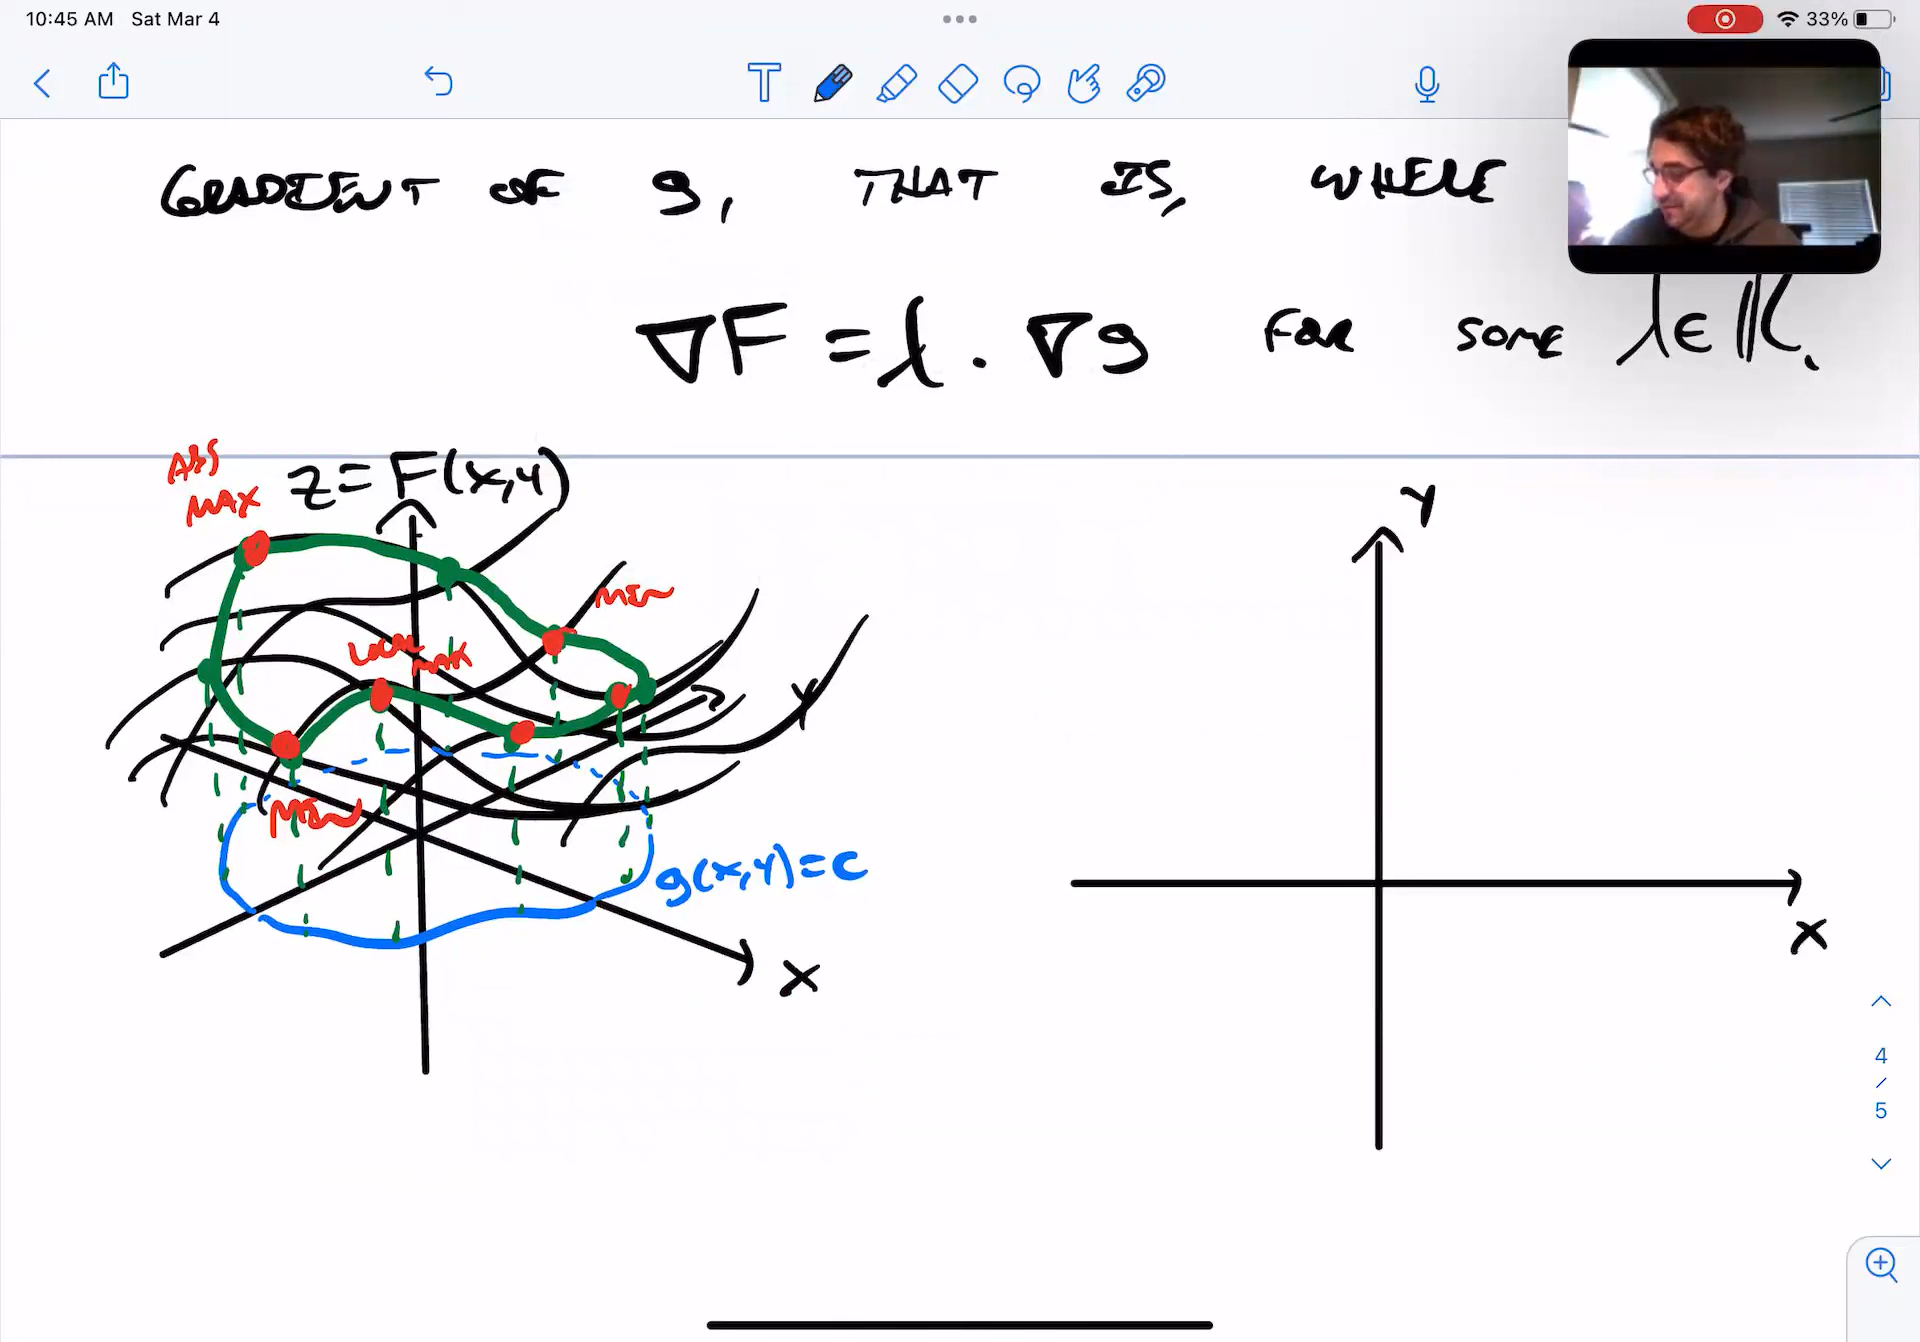 10:45 AM Sat Mar 4
33%
GRADIENT OF g, THAT IS, WHERE
∇F = λ · ∇g FOR SOME λ∈ℝ.
ABS
MAX
z = F(x,y)
Y
MIN
LOCAL
MAX
Y
MIN
g(x,y)=c
X
X
4
/
5